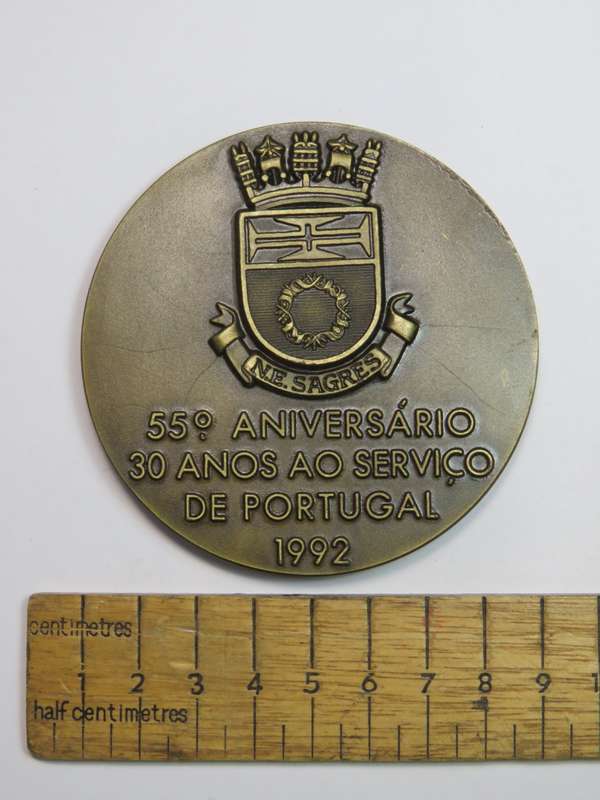 N.E. SAGRES
55º ANIVERSÁRIO
30 ANOS AO SERVIÇO
DE PORTUGAL
1992
centimetres
1 2 3 4 5 6 7 8 9 1
half centimetres